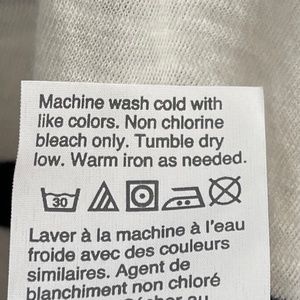 Machine wash cold with
like colors. Non chlorine
bleach only. Tumble dry
low. Warm iron as needed.
30
Laver à la machine à l'eau
froide avec des couleurs
similaires. Agent de
blanchiment non chloré